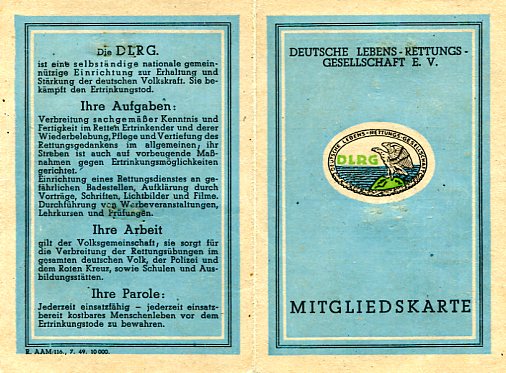 Die DLRG.
ist eine selbständige nationale gemein-
nützige Einrichtung zur Erhaltung und
Stärkung der deutschen Volkskraft. Sie be-
kämpft den Ertrinkungstod.
Ihre Aufgaben:
Verbreitung sachgemäßer Kenntnis und
Fertigkeit im Retten Ertrinkender und derer
Wiederbelebung, Pflege und Vertiefung des
Rettungsgedankens im allgemeinen, ihr
Streben ist auch auf vorbeugende Maß-
nahmen gegen Ertrinkungsmöglichkeiten
gerichtet.
Einrichtung eines Rettungsdienstes an ge-
fährlichen Badestellen, Aufklärung durch
Vorträge, Schriften, Lichtbilder und Filme.
Durchführung von Werbeveranstaltungen,
Lehrkursen und Prüfungen.
Ihre Arbeit
gilt der Volksgemeinschaft, sie sorgt für
die Verbreitung der Rettungsübungen im
gesamten deutschen Volk, der Polizei und
dem Roten Kreuz, sowie Schulen und Aus-
bildungsstätten.
Ihre Parole:
Jederzeit einsatzfähig – jederzeit einsatz-
bereit kostbares Menschenleben vor dem
Ertrinkungstode zu bewahren.
R. AAM/116., 7. 49. 10 000.
DEUTSCHE LEBENS-RETTUNGS-
GESELLSCHAFT E. V.
DEUTSCHE LEBENS-RETTUNGS-GESELLSCHAFT
DLRG
MITGLIEDSKARTE